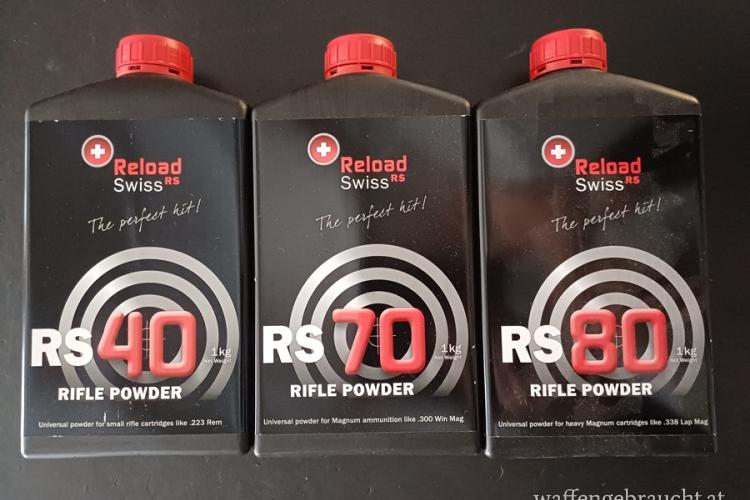 Reload
Swiss RS
The perfect hit!
RS 40
1kg
Net Weight
RIFLE POWDER
Universal powder for small rifle cartridges like .223 Rem
Reload
Swiss RS
The perfect hit!
RS 70
1kg
Net Weight
RIFLE POWDER
Universal powder for Magnum ammunition like .300 Win Mag
Reload
Swiss RS
The perfect hit!
RS 80
1kg
Net Weight
RIFLE POWDER
Universal powder for heavy Magnum cartridges like .338 Lap Mag
waffengebraucht.at